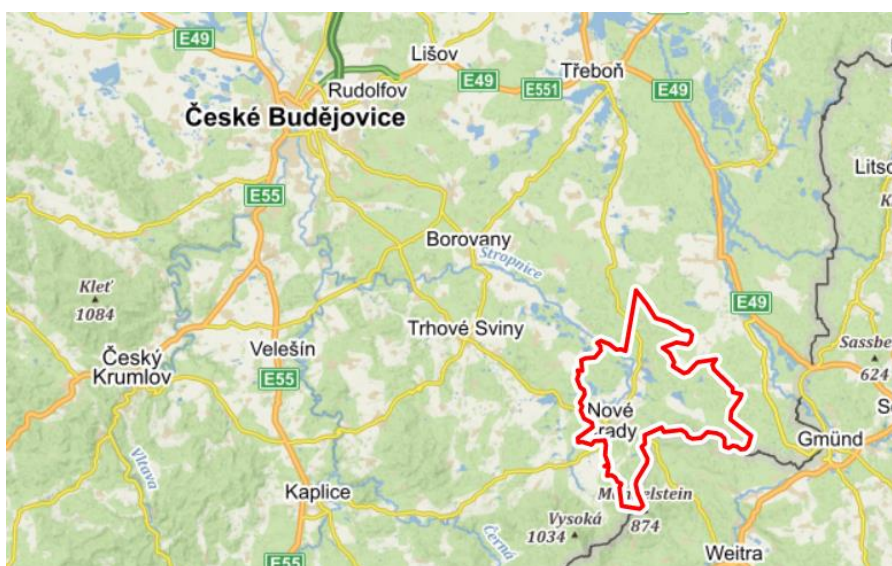 E49
Lišov
Třeboň
Rudolfov
E49
E551
E49
České Budějovice
Litsc
E55
Borovany
Stropnice
Kleť
1084
E49
Trhové Sviny
Sassbe
624
Český
Krumlov
Velešín
E55
Nové
rady
Gmünd
Vltava
Kaplice
874
Vysoká
1034
Černá
Weitra
E55